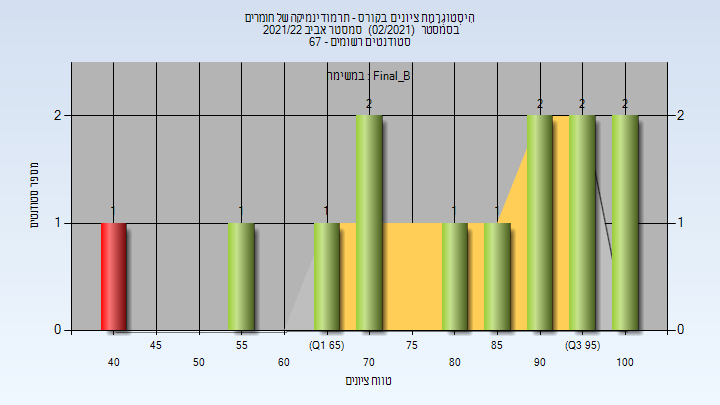 היסטוגרמת ציונים בקורס - תרמודינמיקה של חומרים
בסמסטר (02/2021) סמסטר אביב 2021/22
סטודנטים רשומים - 67
במשימה : Final_B
מספר סטודנטים
2 2 2 2 2 2
1 1 1 1 1 1 1
0 0
45 55 (Q1 65) 75 85 (Q3 95)
40 50 60 70 80 90 100
טווח ציונים